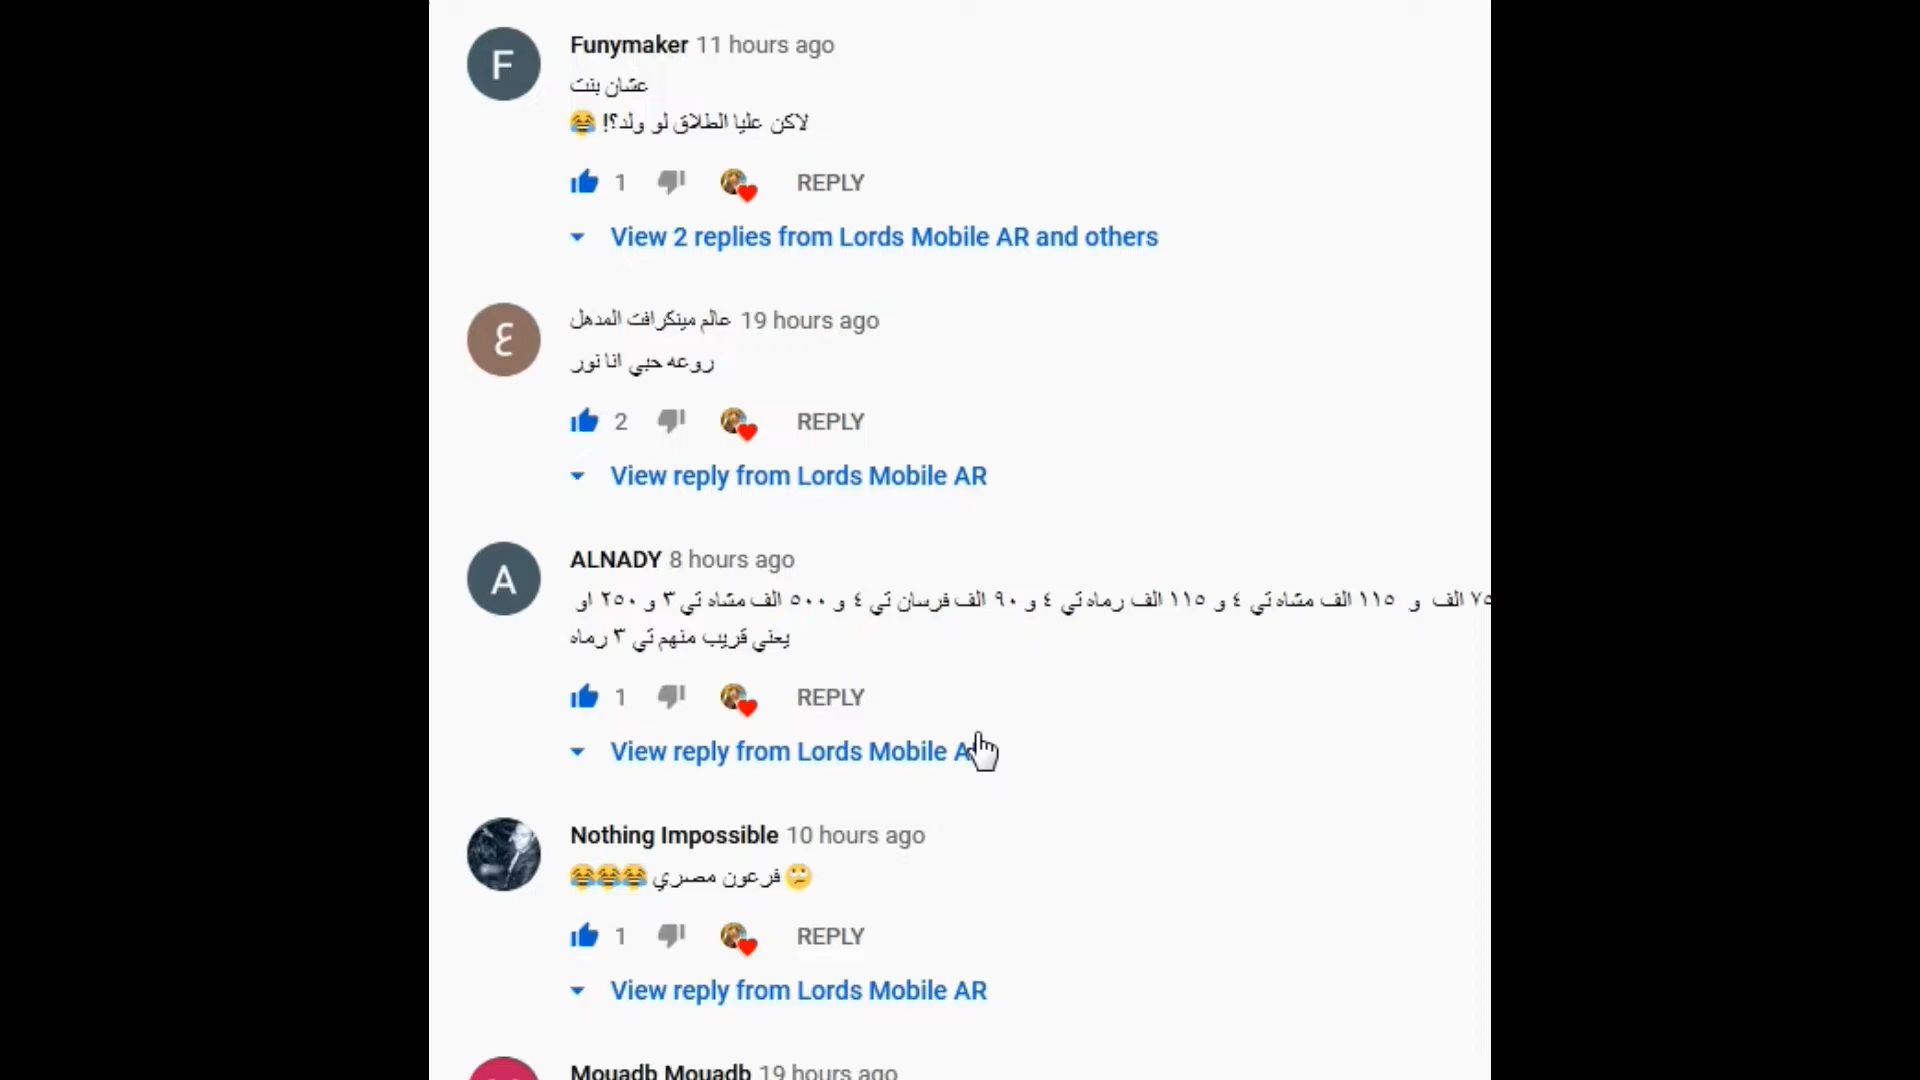 F
Funymaker 11 hours ago
عشان بنت
لاكن عليا الطلاق لو ولد؟! 😂
1 REPLY
View 2 replies from Lords Mobile AR and others
ع
عالم مينكرافت المدهل 19 hours ago
روعه حبي انا نور
2 REPLY
View reply from Lords Mobile AR
A
ALNADY 8 hours ago
٧٥ الف و ١١٥ الف مشاه تي ٤ و ١١٥ الف رماه تي ٤ و ٩٠ الف فرسان تي ٤ و ٥٠٠ الف مشاه تي ٣ و ٢٥٠ او
يعني قريب منهم تي ٣ رماه
1 REPLY
View reply from Lords Mobile A
Nothing Impossible 10 hours ago
🙄 فرعون مصري 😂😂😂
1 REPLY
View reply from Lords Mobile AR
Mouadb Mouadb 19 hours ago